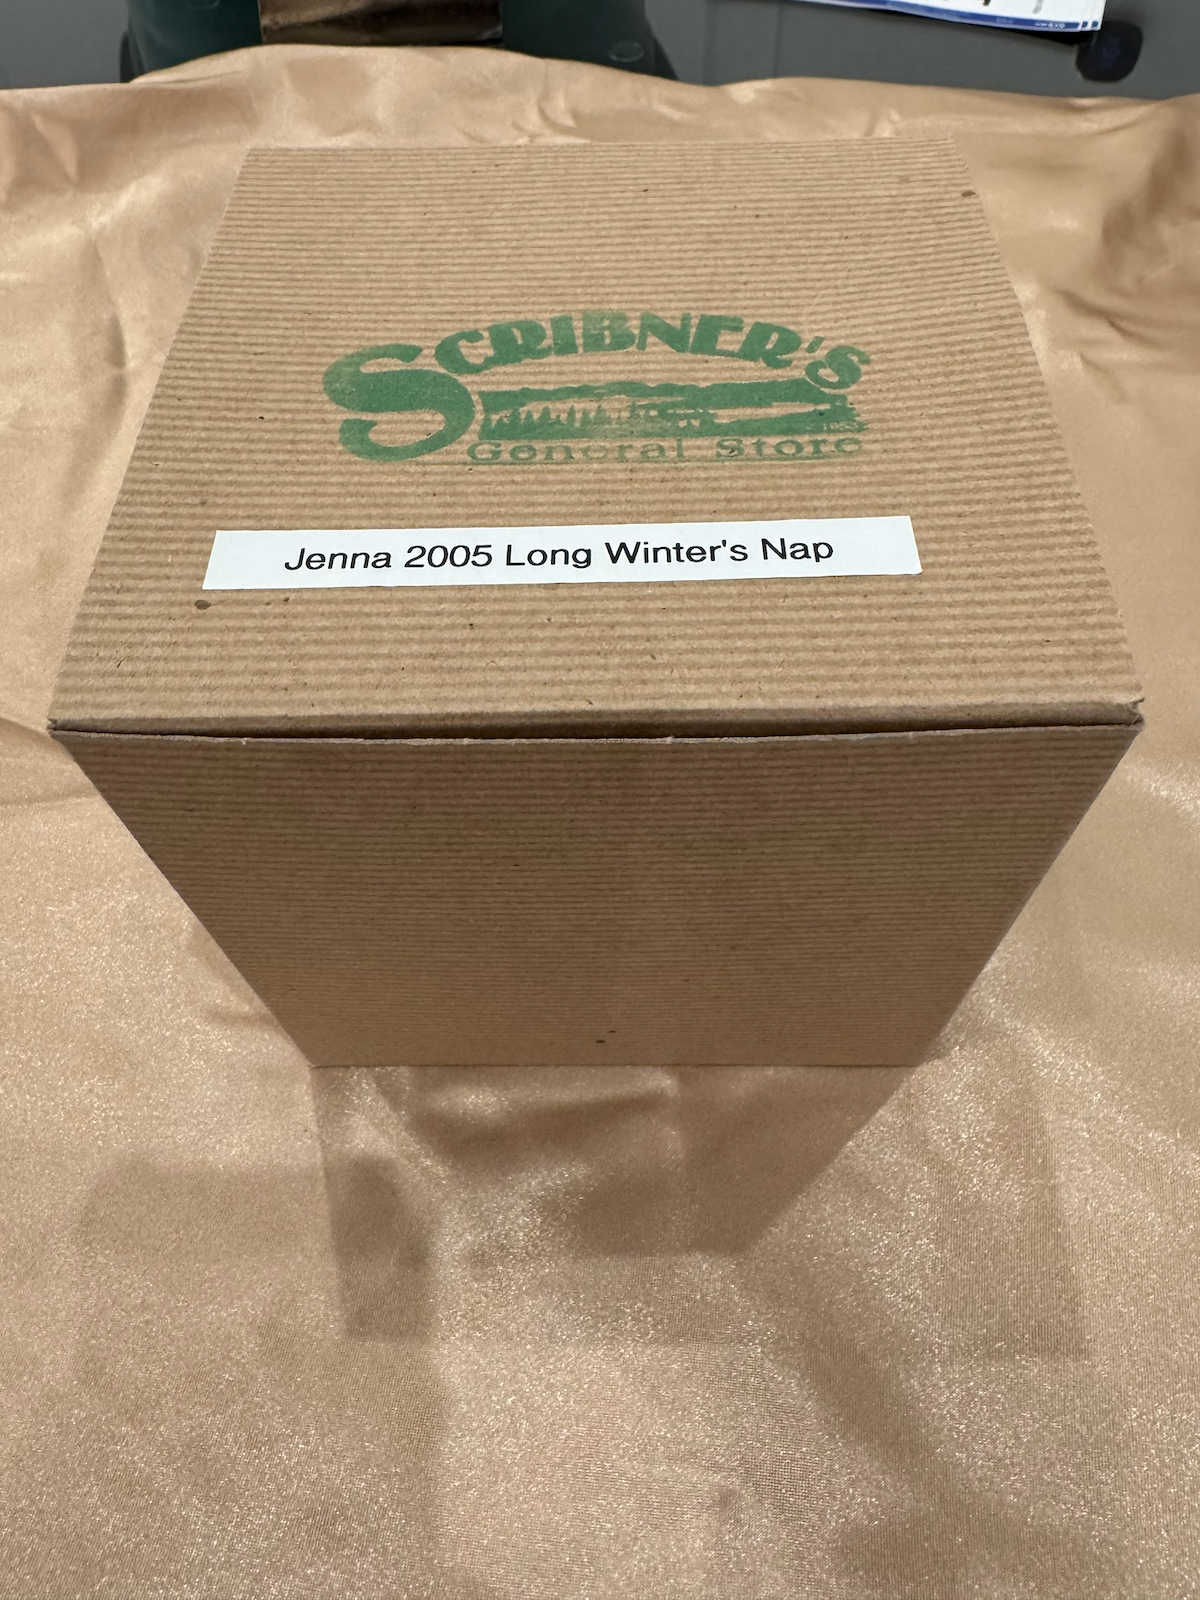 SCRIBNER'S
General Store
Jenna 2005 Long Winter's Nap